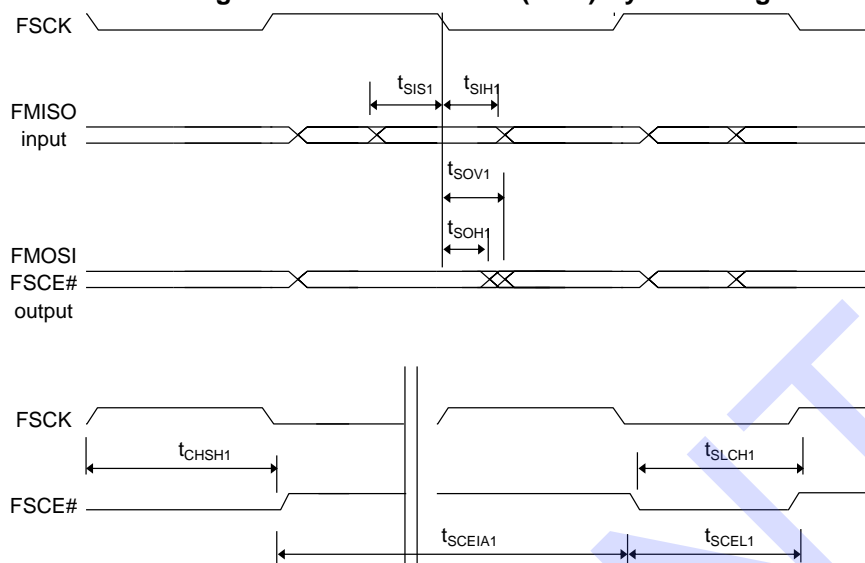 FSCK
tSIS1 tSIH1
FMISO
input
tSOV1
tSOH1
FMOSI
FSCE#
output
FSCK
tCHSH1 tSLCH1
FSCE#
tSCEIA1 tSCEL1